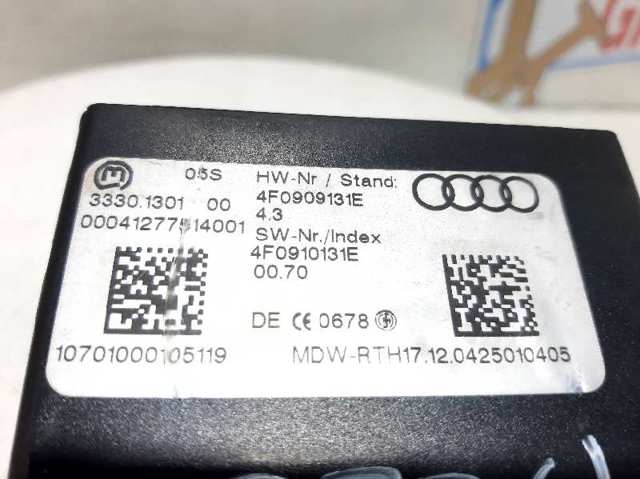 05S
3330.1301 00
00041277514001
HW-Nr / Stand:
4F0909131E
4.3
SW-Nr./Index
4F0910131E
00.70
DE CE 0678
10701000105119
MDW-RTH17.12.0425010405